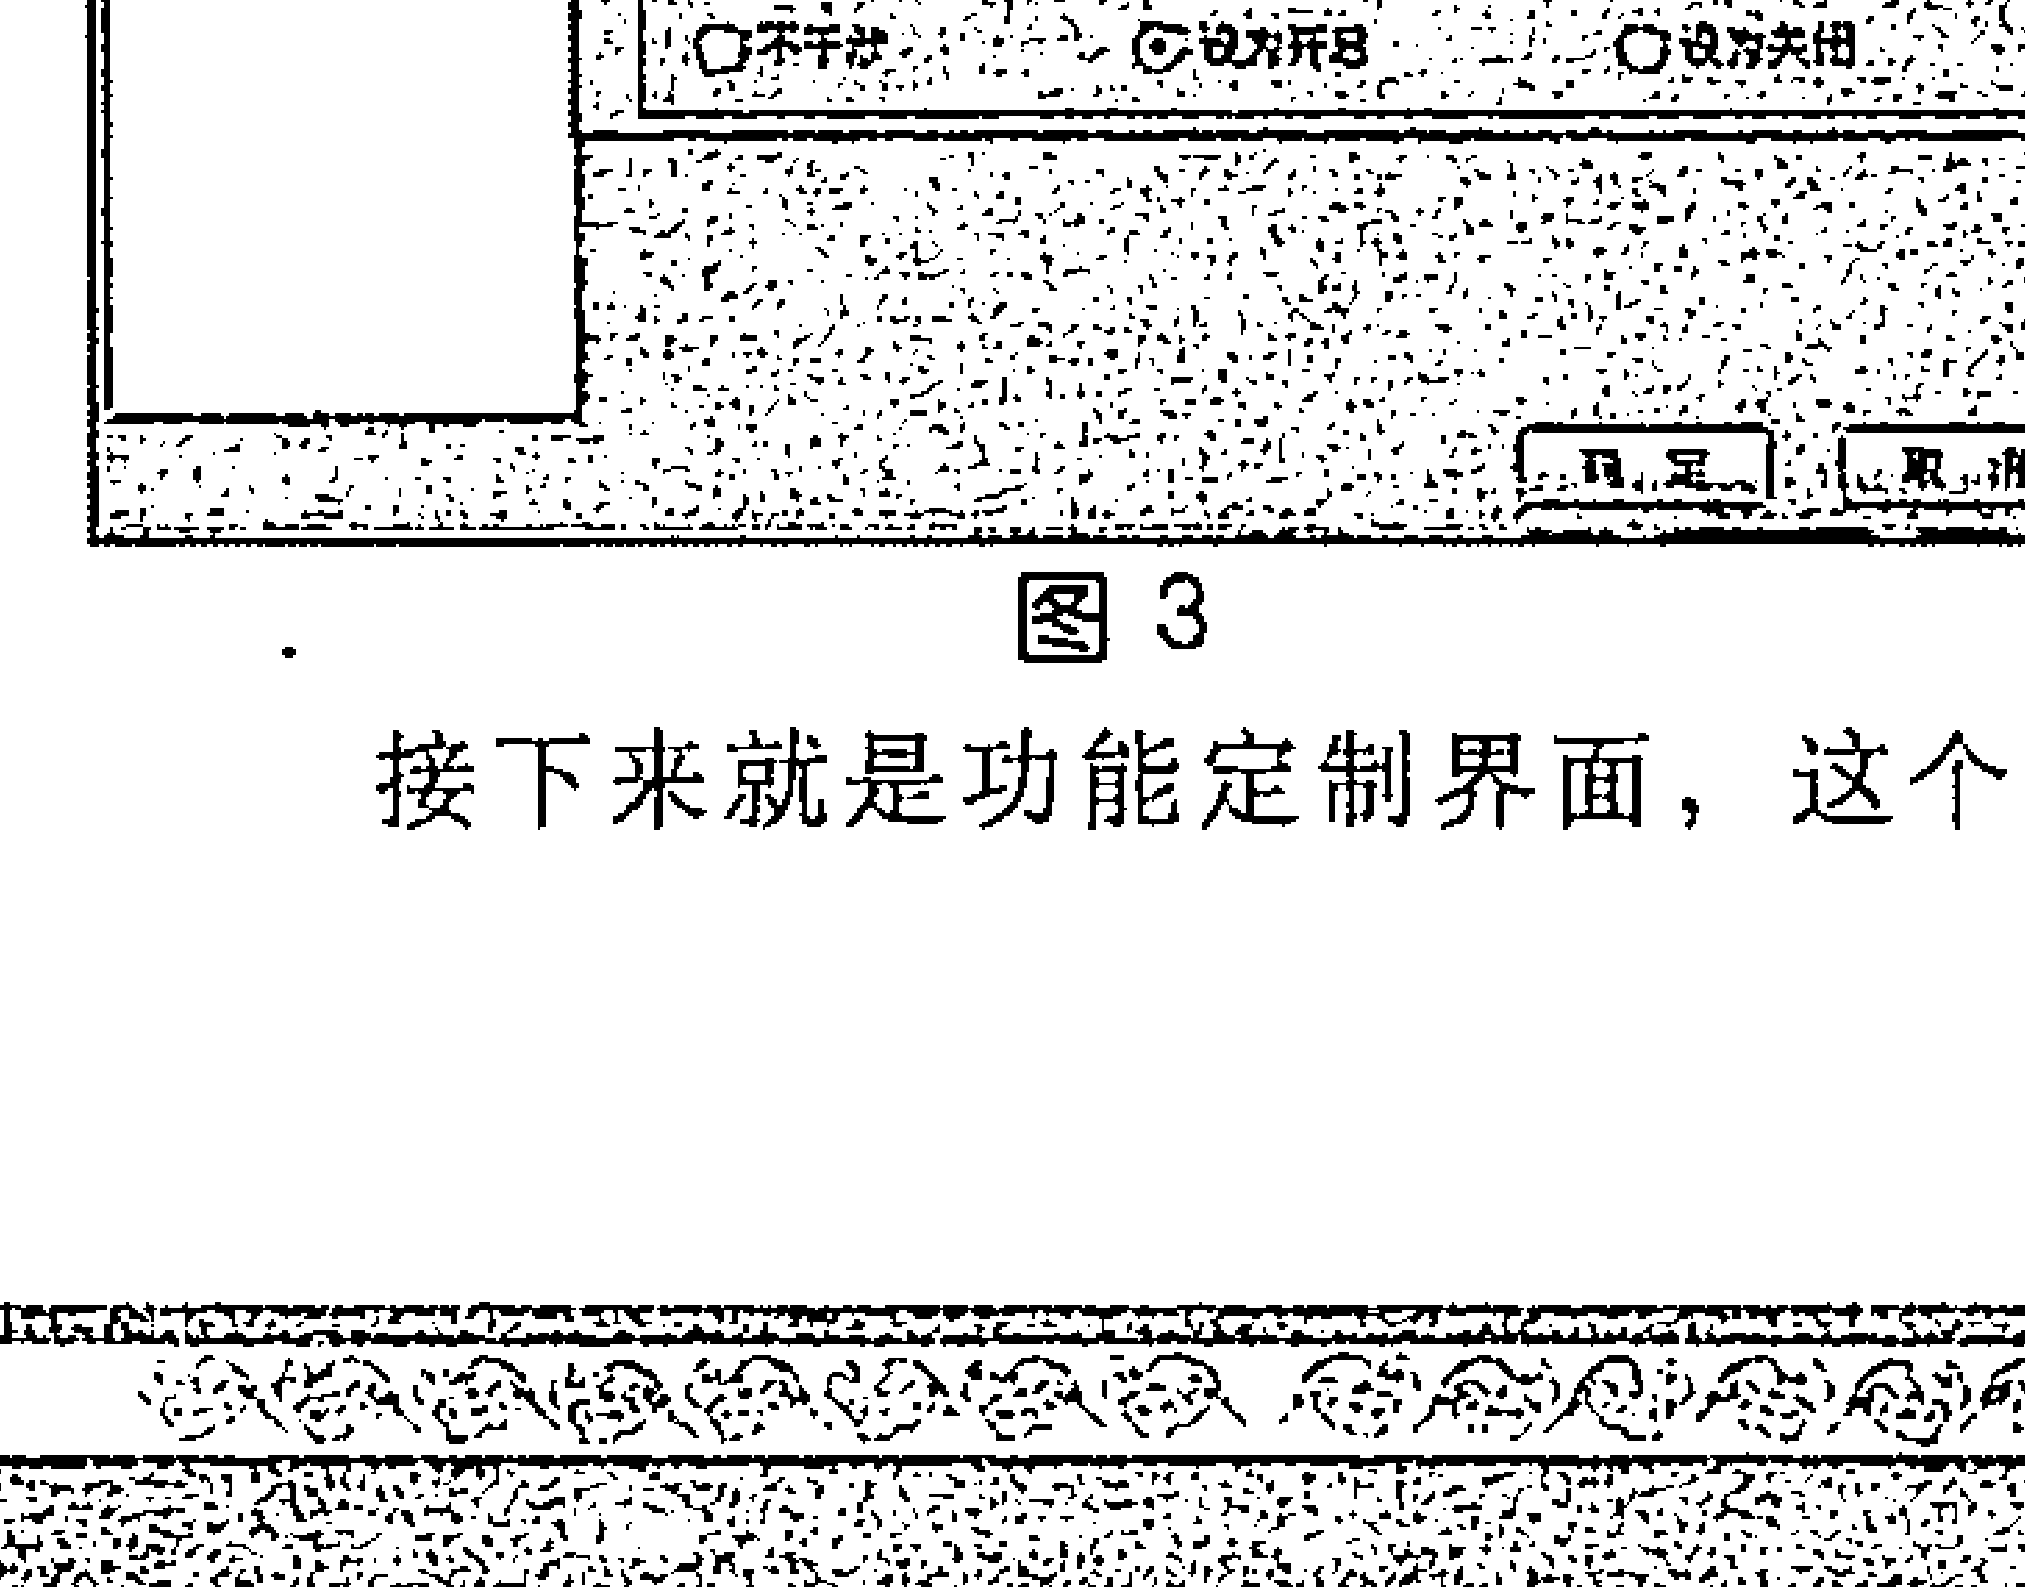 不干涉 设为开启 设为关闭
确 定 取 消
图 3
接下来就是功能定制界面，这个